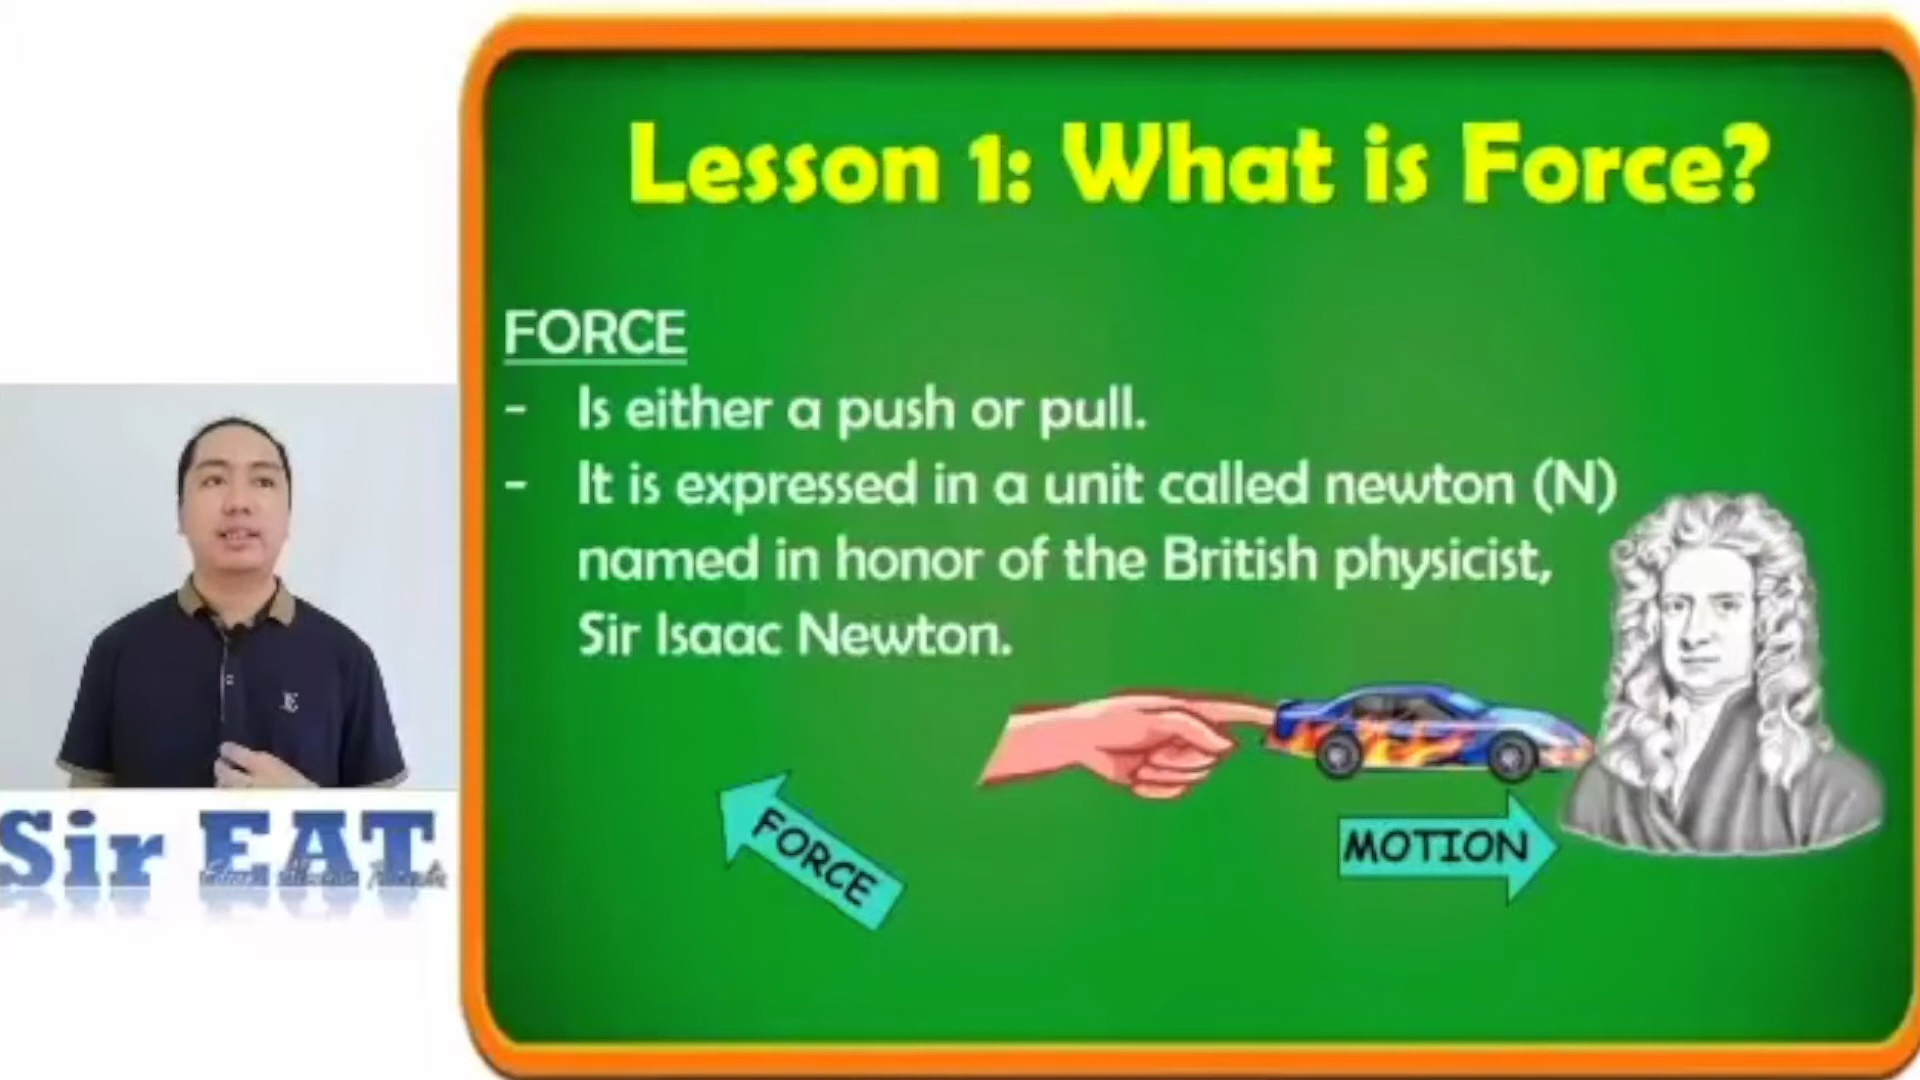 Lesson 1: What is Force?
FORCE
- Is either a push or pull.
- It is expressed in a unit called newton (N)
named in honor of the British physicist,
Sir Isaac Newton.
FORCE
MOTION
E
Sir EAT